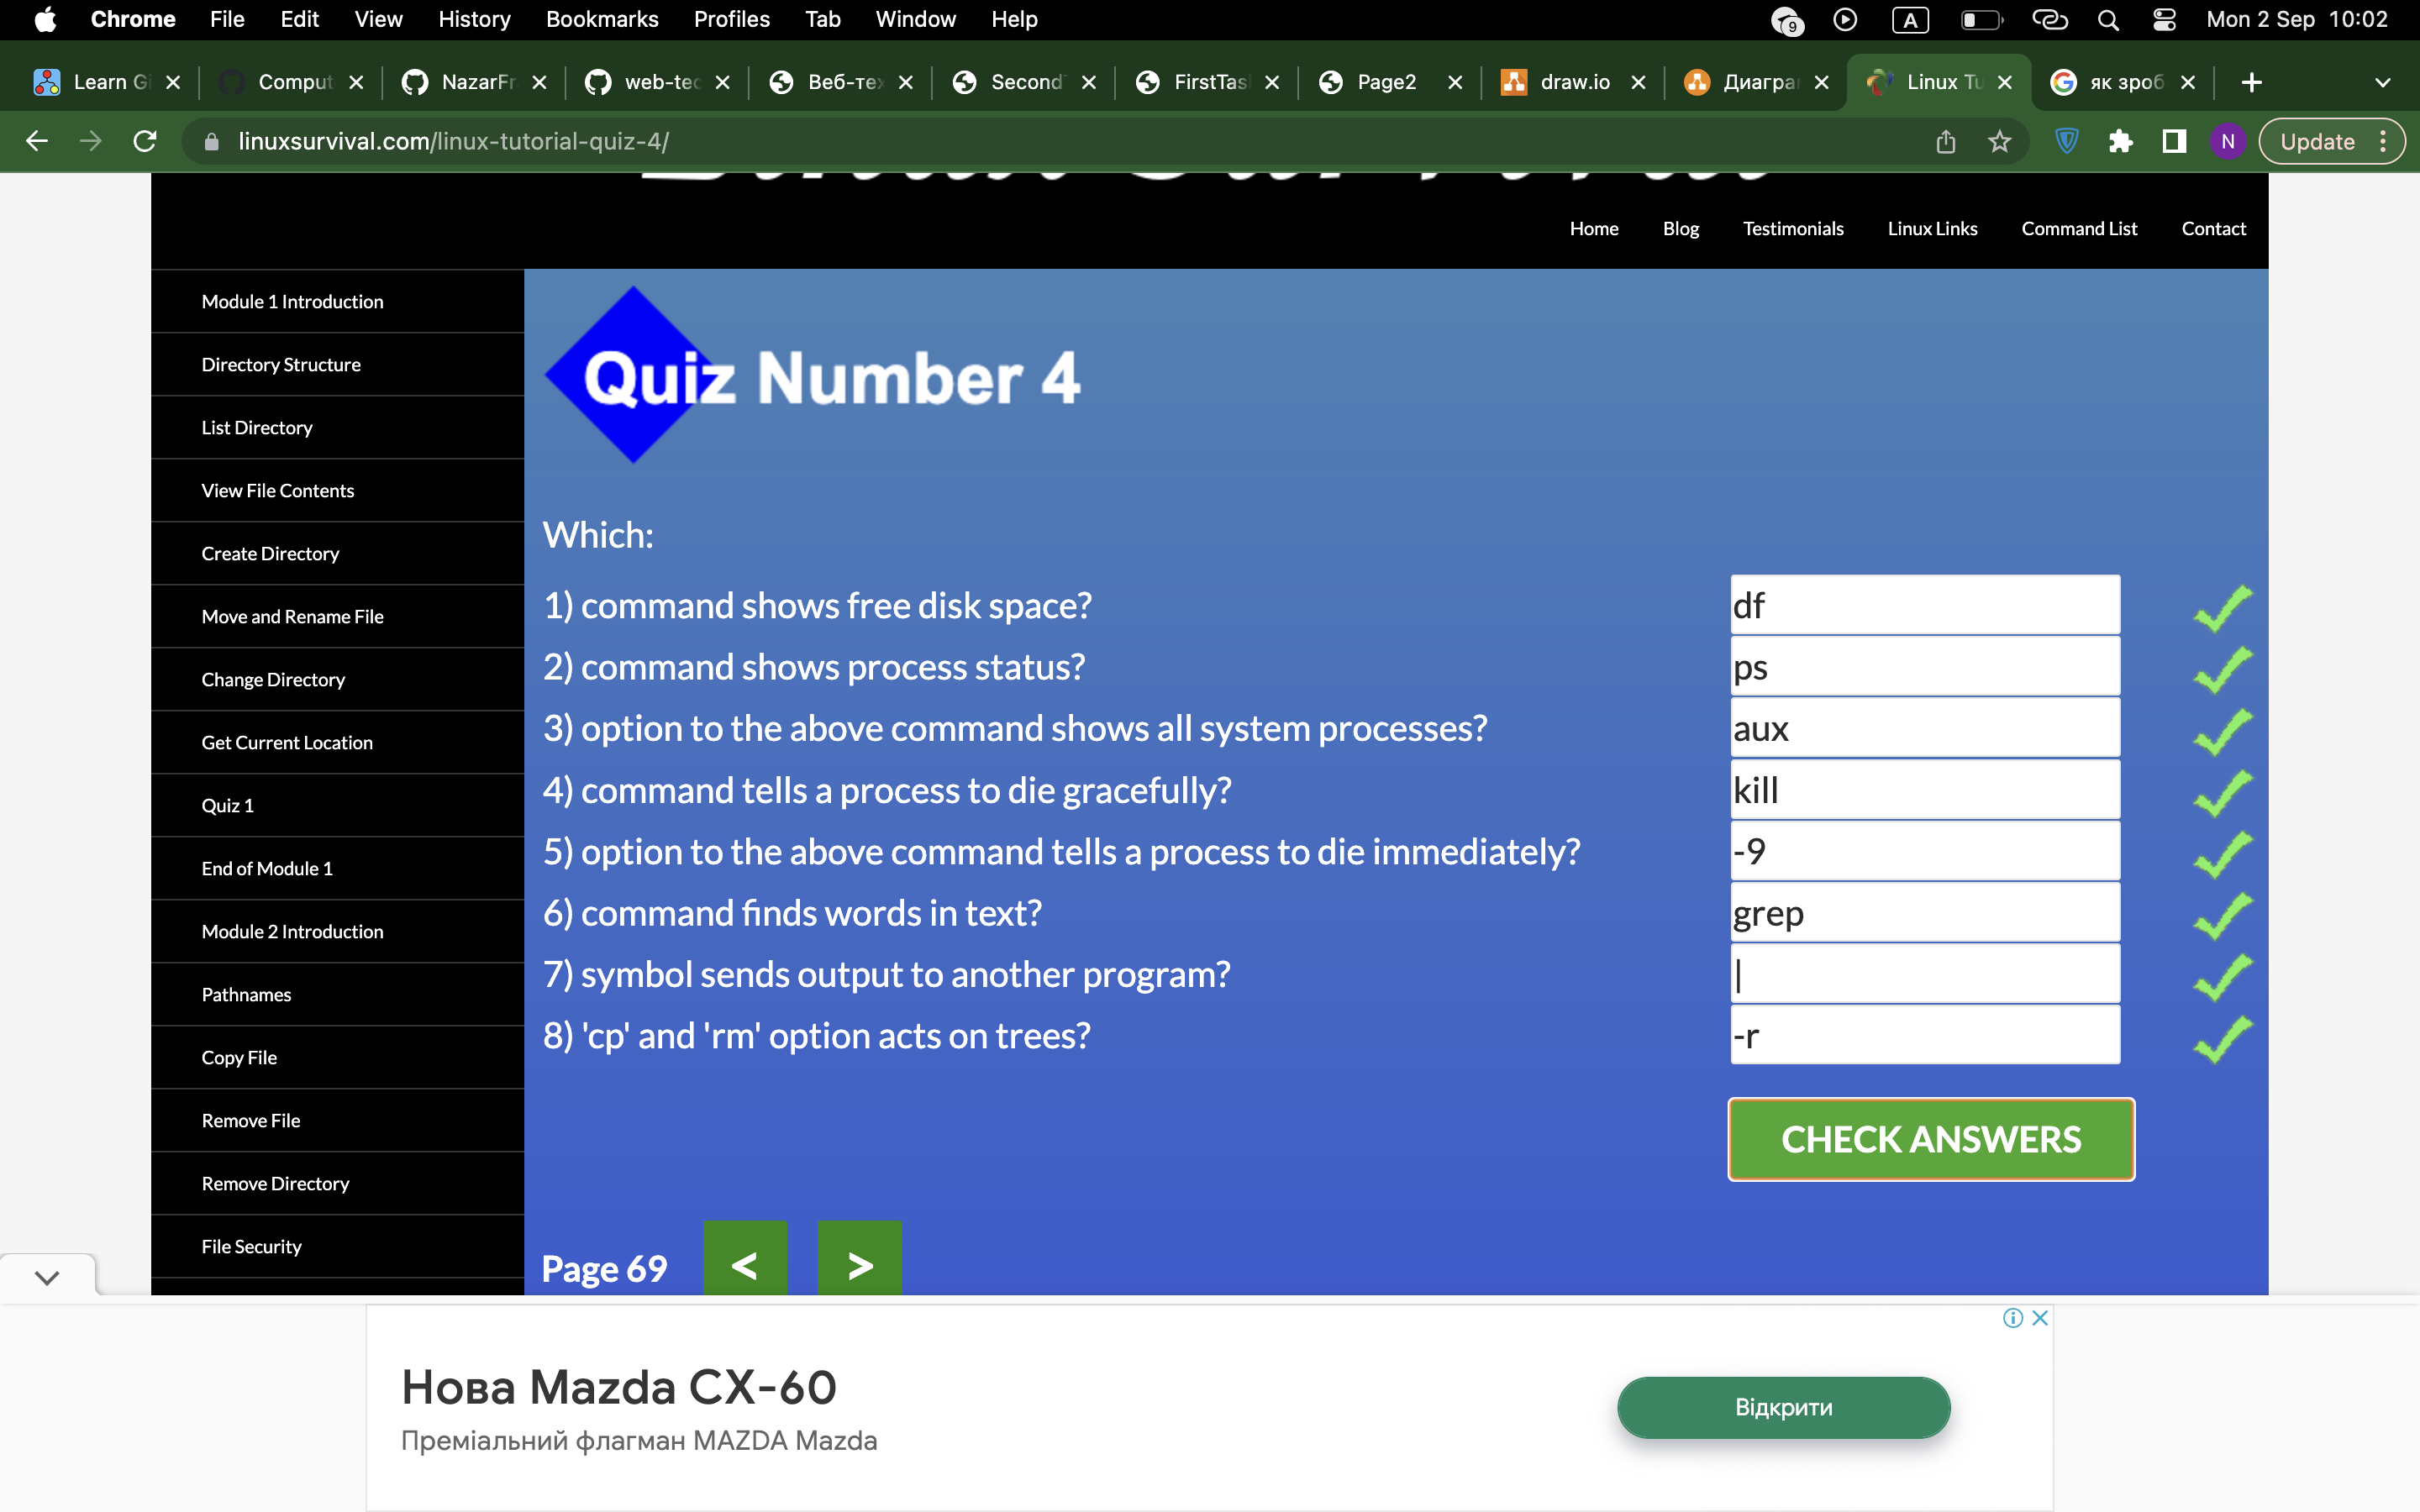 Chrome File Edit View History Bookmarks Profiles Tab Window Help 9 A Mon 2 Sep 10:02
Learn Gi Comput NazarFr web-tec Веб-тех Second FirstTas Page2 draw.io Диагра Linux Tu як зроб
linuxsurvival.com/linux-tutorial-quiz-4/ N Update
Home Blog Testimonials Linux Links Command List Contact
Module 1 Introduction
Directory Structure
List Directory
View File Contents
Create Directory
Move and Rename File
Change Directory
Get Current Location
Quiz 1
End of Module 1
Module 2 Introduction
Pathnames
Copy File
Remove File
Remove Directory
File Security
Quiz Number 4
Which:
1) command shows free disk space? df
2) command shows process status? ps
3) option to the above command shows all system processes? aux
4) command tells a process to die gracefully? kill
5) option to the above command tells a process to die immediately? -9
6) command finds words in text? grep
7) symbol sends output to another program? |
8) 'cp' and 'rm' option acts on trees? -r
CHECK ANSWERS
Page 69 < >
Нова Mazda CX-60
Преміальний флагман MAZDA Mazda
Відкрити